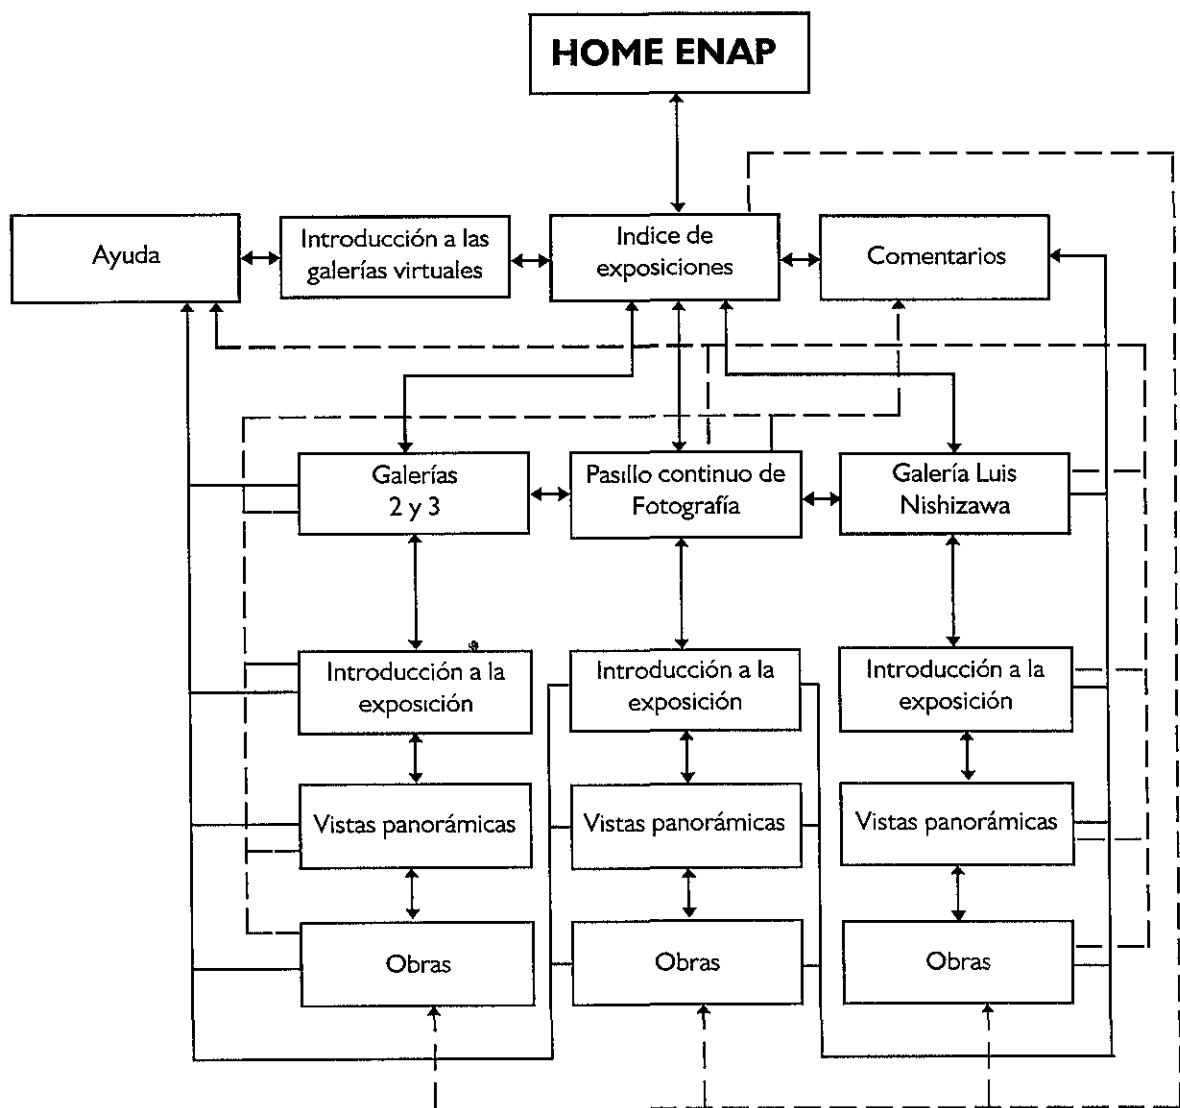 HOME ENAP
Ayuda
Introducción a las
galerías virtuales
Indice de
exposiciones
Comentarios
Galerías
2 y 3
Pasillo continuo de
Fotografía
Galería Luis
Nishizawa
Introducción a la
exposición
Introducción a la
exposición
Introducción a la
exposición
Vistas panorámicas
Vistas panorámicas
Vistas panorámicas
Obras
Obras
Obras